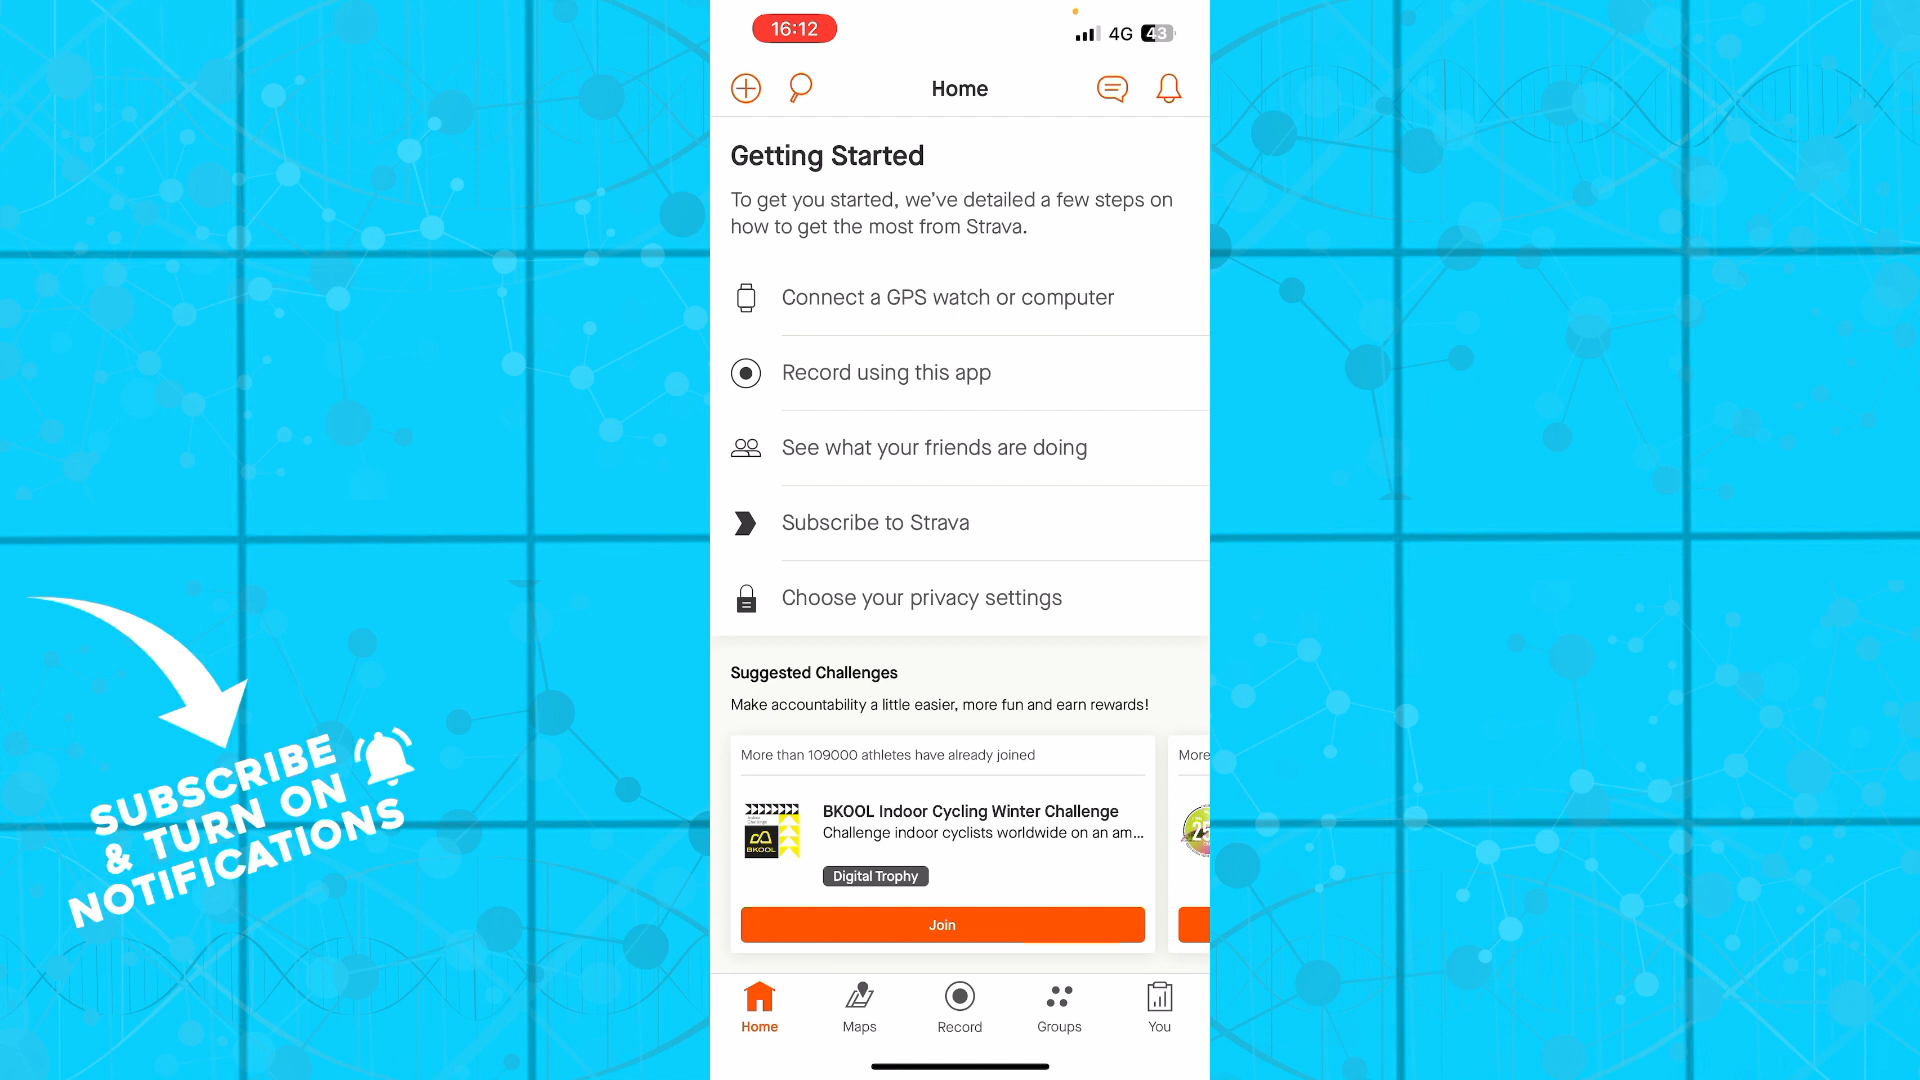 16:12
4G 43
Home
Getting Started
To get you started, we've detailed a few steps on
how to get the most from Strava.
Connect a GPS watch or computer
Record using this app
See what your friends are doing
Subscribe to Strava
Choose your privacy settings
Suggested Challenges
Make accountability a little easier, more fun and earn rewards!
More than 109000 athletes have already joined
More
BKOOL Indoor Cycling Winter Challenge
Challenge indoor cyclists worldwide on an am...
BKOOL
25
Digital Trophy
Join
Home
Maps
Record
Groups
You
SUBSCRIBE
& TURN ON
NOTIFICATIONS